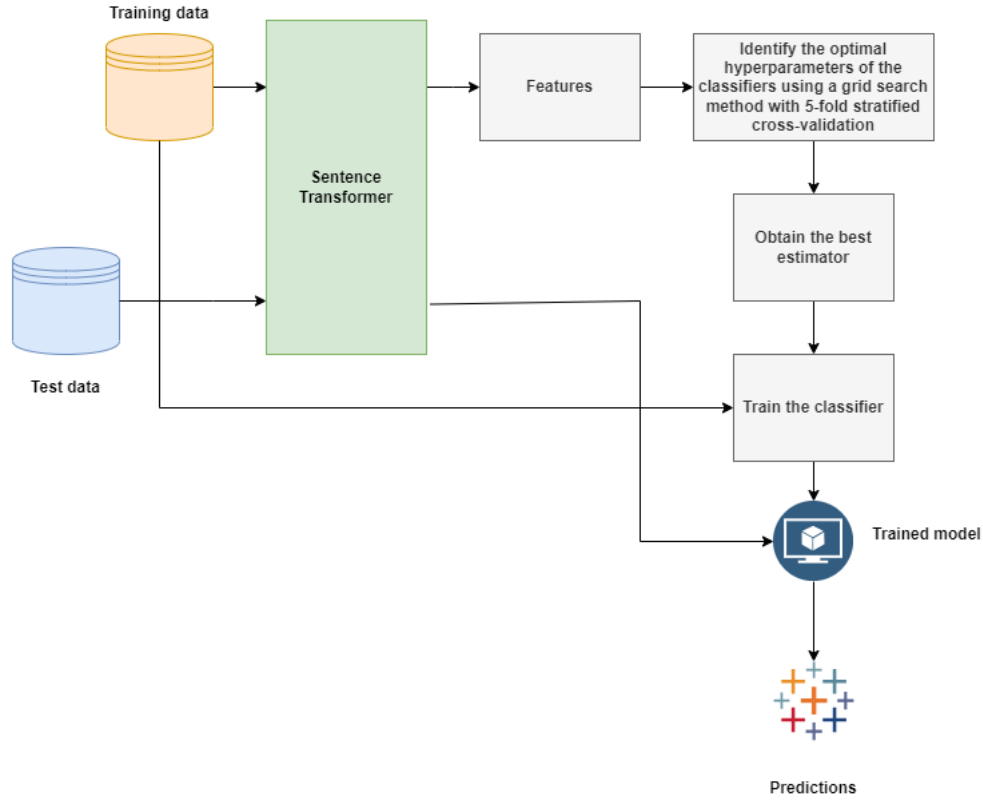 Training data
Identify the optimal
hyperparameters of the
classifiers using a grid search
method with 5-fold stratified
cross-validation
Features
Sentence
Transformer
Obtain the best
estimator
Test data
Train the classifier
Trained model
Predictions